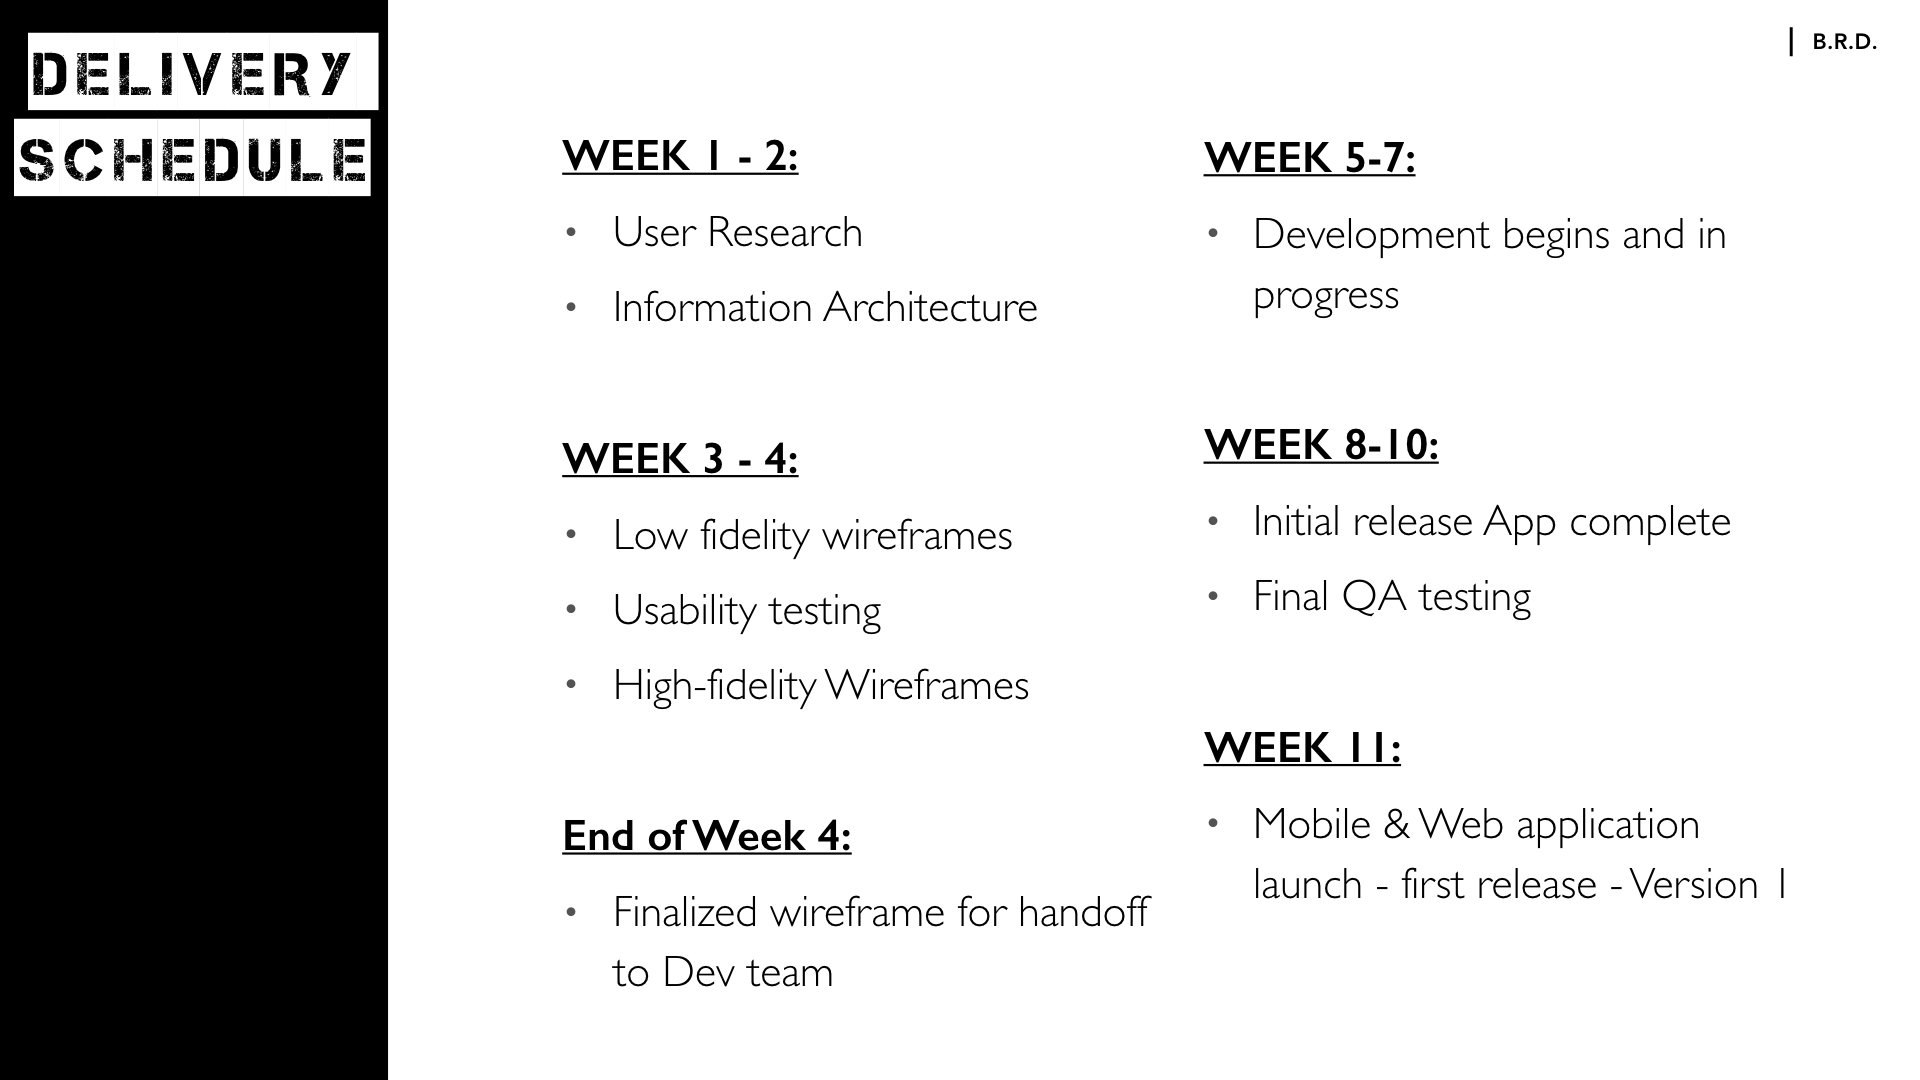 DELIVERY
SCHEDULE
| B.R.D.
WEEK 1 - 2:
• User Research
• Information Architecture
WEEK 3 - 4:
• Low fidelity wireframes
• Usability testing
• High-fidelity Wireframes
End of Week 4:
• Finalized wireframe for handoff
to Dev team
WEEK 5-7:
• Development begins and in
progress
WEEK 8-10:
• Initial release App complete
• Final QA testing
WEEK 11:
• Mobile & Web application
launch - first release - Version 1